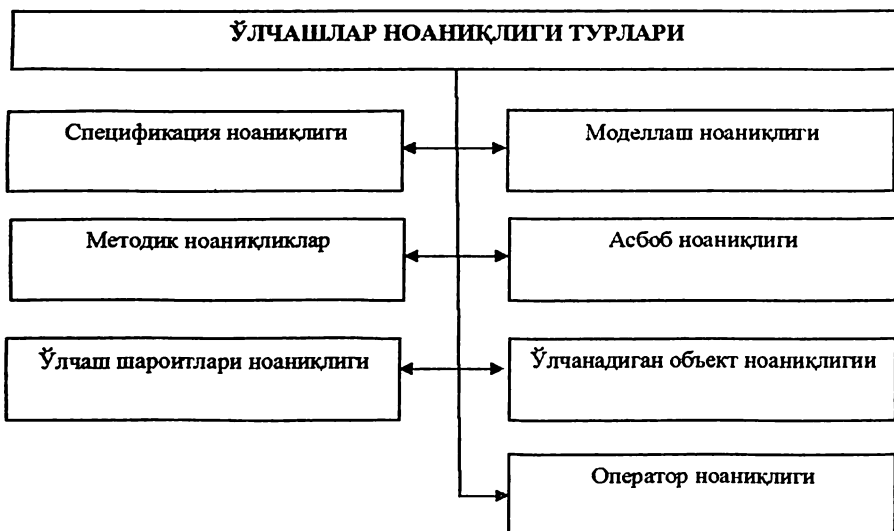 ЎЛЧАШЛАР НОАНИҚЛИГИ ТУРЛАРИ
Спецификация ноаниқлиги
Моделлаш ноаниқлиги
Методик ноаниқликлар
Асбоб ноаниқлиги
Ўлчаш шароитлари ноаниқлиги
Ўлчанадиган объект ноаниқлигии
Оператор ноаниқлиги